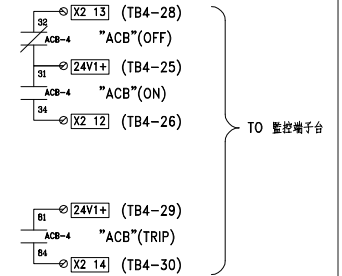 32 X2 13 (TB4-28)
ACB-4 "ACB"(OFF)
31 24V1+ (TB4-25)
ACB-4 "ACB"(ON)
34 X2 12 (TB4-26)
TO 監控端子台
61 24V1+ (TB4-29)
ACB-4 "ACB"(TRIP)
64 X2 14 (TB4-30)